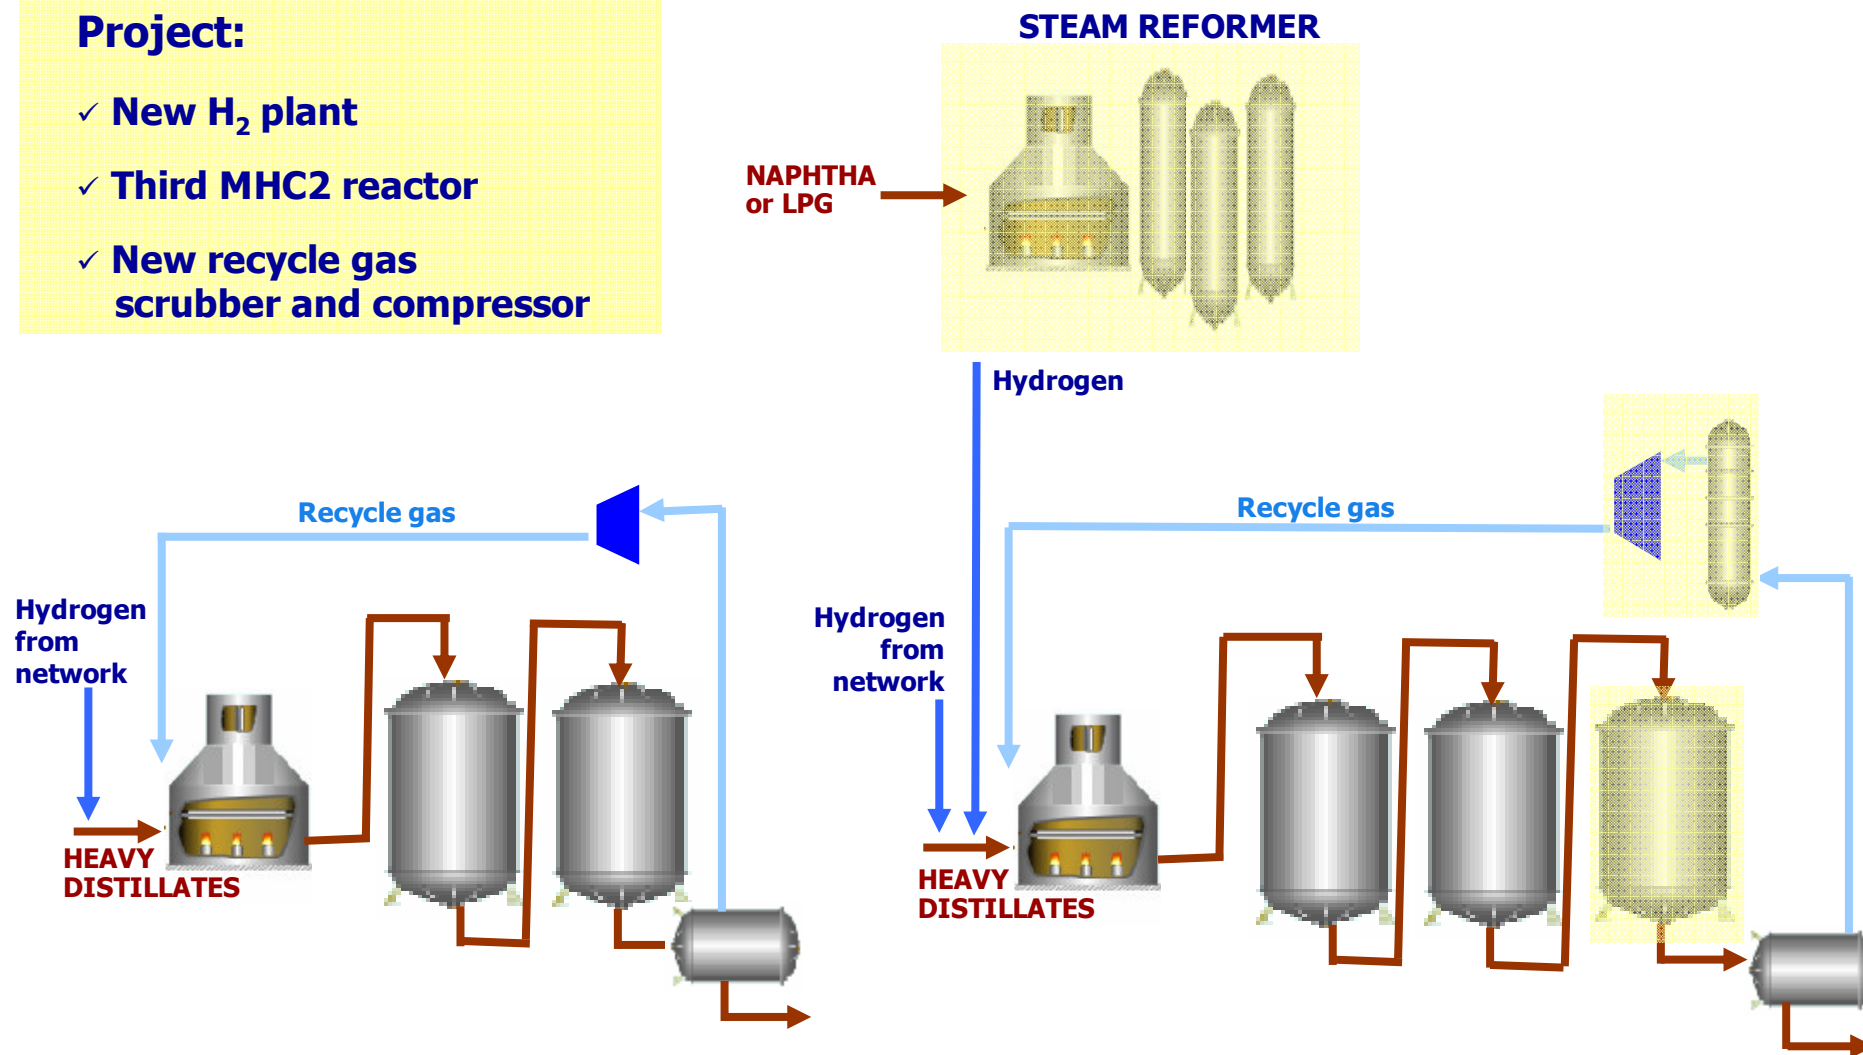 Project:
✓ New H₂ plant
✓ Third MHC2 reactor
✓ New recycle gas
scrubber and compressor
STEAM REFORMER
NAPHTHA
or LPG
Hydrogen
Recycle gas
Hydrogen
from
network
HEAVY
DISTILLATES
Recycle gas
Hydrogen
from
network
HEAVY
DISTILLATES